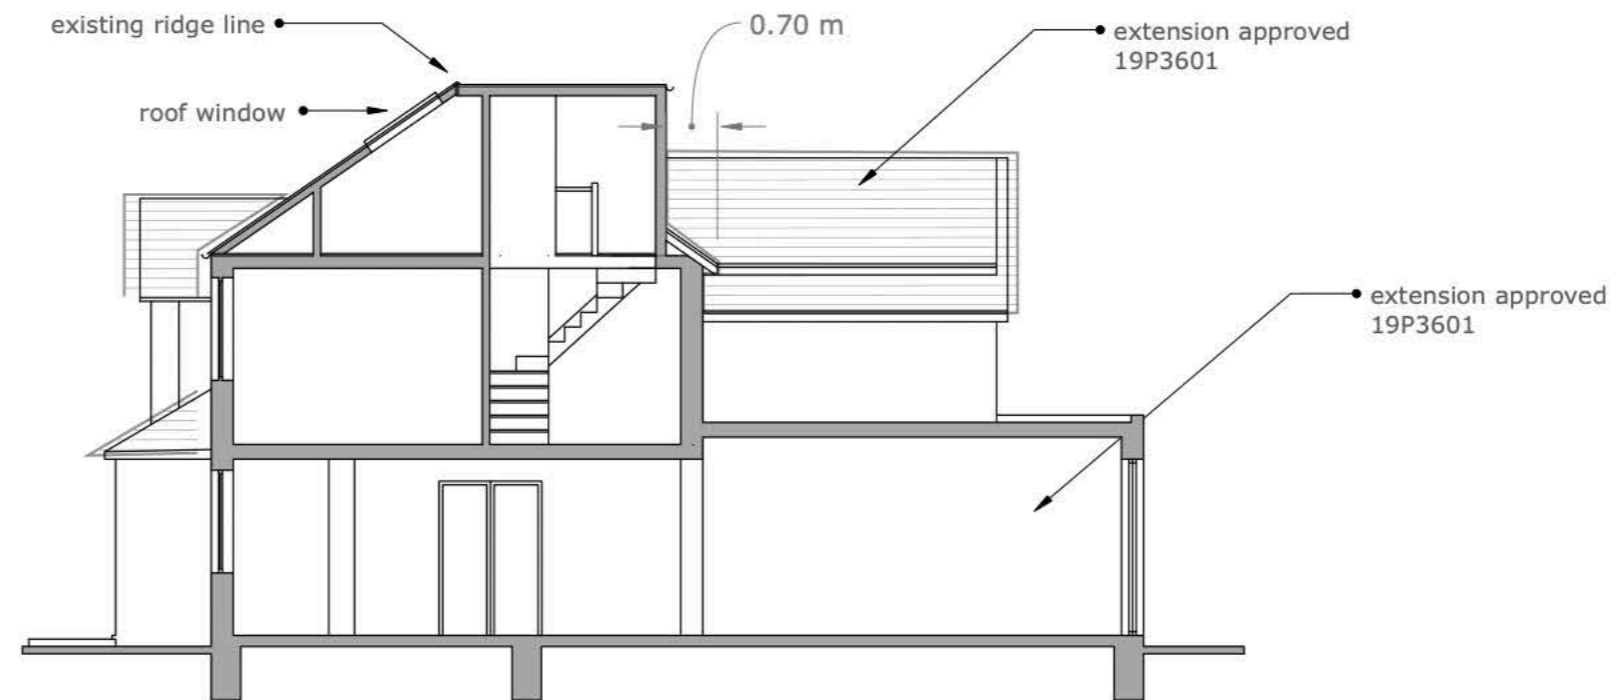 existing ridge line
0.70 m
extension approved
19P3601
roof window
extension approved
19P3601